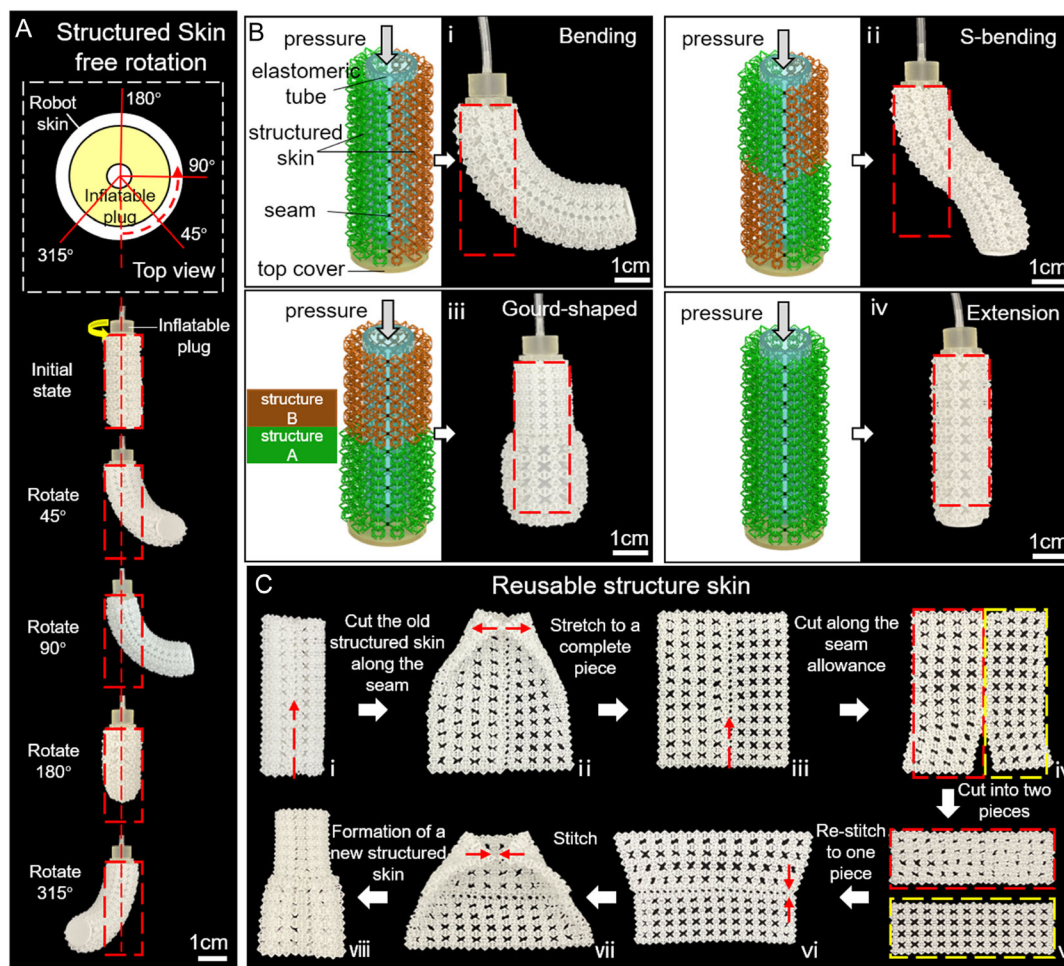 A
Structured Skin
free rotation
Robot
skin
180°
90°
Inflatable
plug
45°
315°
Top view
Inflatable
plug
Initial
state
Rotate
45°
Rotate
90°
Rotate
180°
Rotate
315°
1cm
B
pressure
elastomeric
tube
structured
skin
seam
top cover
i
Bending
1cm
pressure
ii
S-bending
1cm
pressure
structure
B
structure
A
iii
Gourd-shaped
1cm
pressure
iv
Extension
1cm
C
Reusable structure skin
i
Cut the old
structured skin
along the
seam
ii
Stretch to a
complete
piece
iii
Cut along the
seam
allowance
iv
Cut into two
pieces
v
Re-stitch
to one
piece
vi
Stitch
vii
Formation of a
new structured
skin
viii